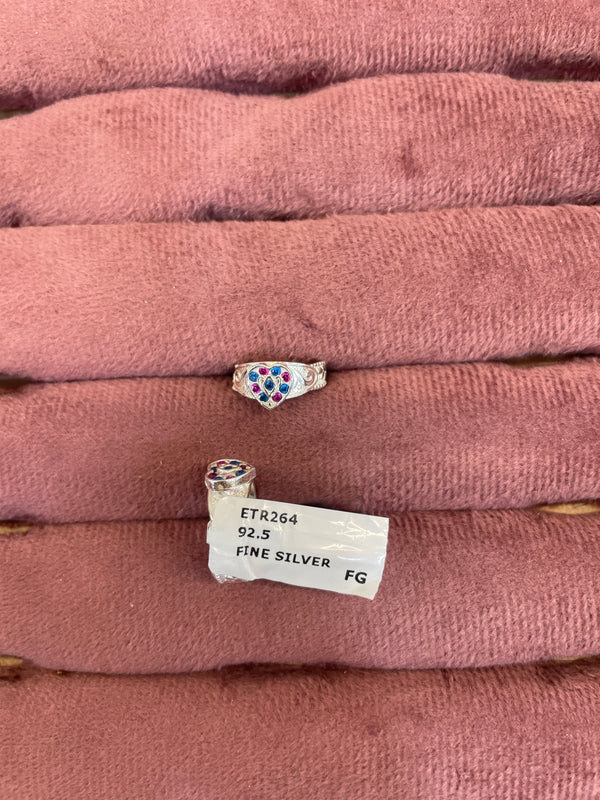 ETR264
92.5
FINE SILVER
FG